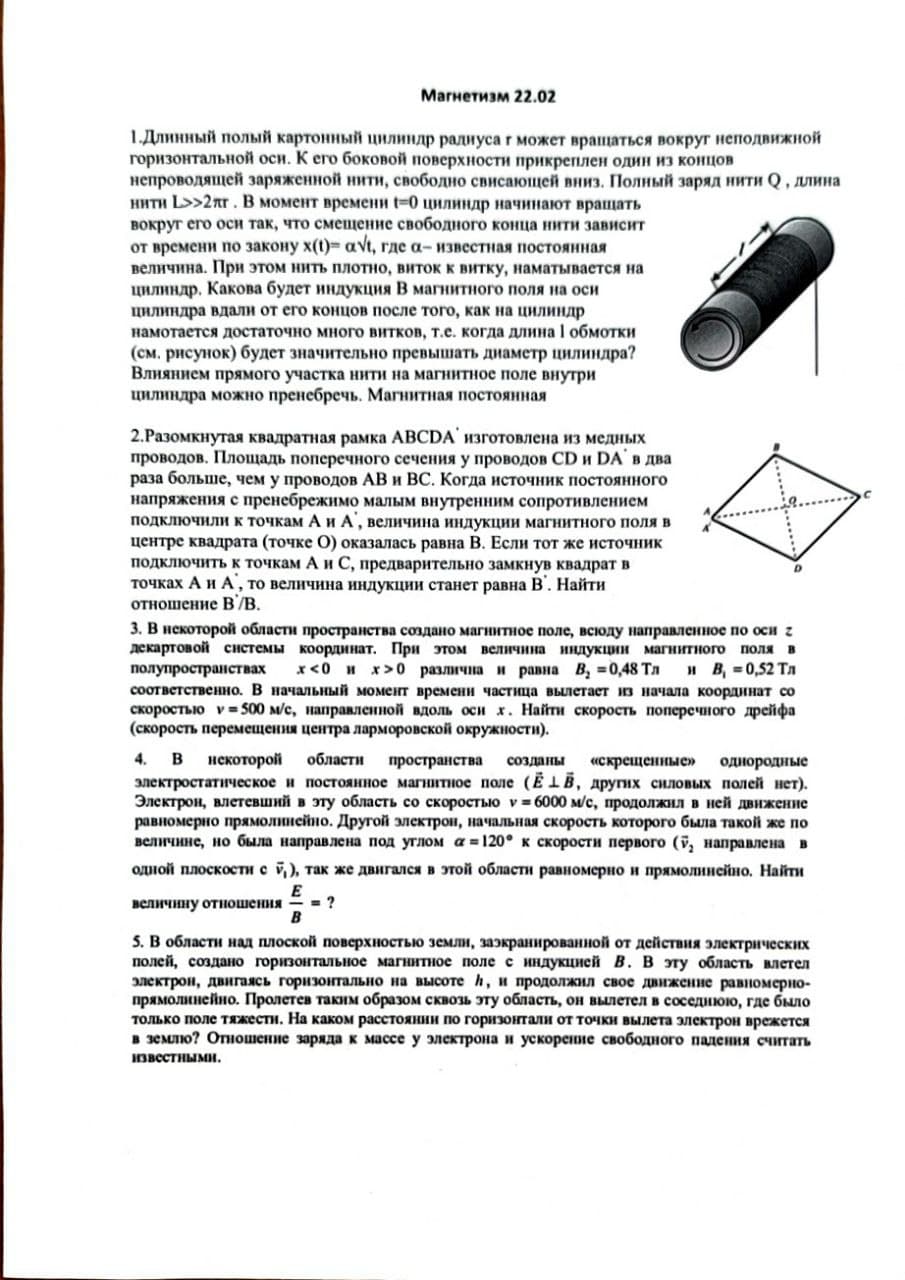 Магнетизм 22.02
1.Длинный полый картонный цилиндр радиуса r может вращаться вокруг неподвижной
горизонтальной оси. К его боковой поверхности прикреплен один из концов
непроводящей заряженной нити, свободно свисающей вниз. Полный заряд нити Q , длина
нити L>>2πr . В момент времени t=0 цилиндр начинают вращать
вокруг его оси так, что смещение свободного конца нити зависит
от времени по закону x(t)= α√t, где α– известная постоянная
величина. При этом нить плотно, виток к витку, наматывается на
цилиндр. Какова будет индукция B магнитного поля на оси
цилиндра вдали от его концов после того, как на цилиндр
намотается достаточно много витков, т.е. когда длина l обмотки
(см. рисунок) будет значительно превышать диаметр цилиндра?
Влиянием прямого участка нити на магнитное поле внутри
цилиндра можно пренебречь. Магнитная постоянная
l
2.Разомкнутая квадратная рамка ABCDA' изготовлена из медных
проводов. Площадь поперечного сечения у проводов CD и DA' в два
раза больше, чем у проводов AB и BC. Когда источник постоянного
напряжения с пренебрежимо малым внутренним сопротивлением
подключили к точкам A и A', величина индукции магнитного поля в
центре квадрата (точке O) оказалась равна B. Если тот же источник
подключить к точкам A и C, предварительно замкнув квадрат в
точках A и A', то величина индукции станет равна B'. Найти
отношение B'/B.
B
O
C
A
A'
D
3. В некоторой области пространства создано магнитное поле, всюду направленное по оси z
декартовой системы координат. При этом величина индукции магнитного поля в
полупространствах x < 0 и x > 0 различна и равна B₂ = 0,48 Тл и B₁ = 0,52 Тл
соответственно. В начальный момент времени частица вылетает из начала координат со
скоростью v = 500 м/с, направленной вдоль оси x. Найти скорость поперечного дрейфа
(скорость перемещения центра ларморовской окружности).
4. В некоторой области пространства созданы «скрещенные» однородные
электростатическое и постоянное магнитное поле (E⃗ ⊥ B⃗, других силовых полей нет).
Электрон, влетевший в эту область со скоростью v = 6000 м/с, продолжил в ней движение
равномерно прямолинейно. Другой электрон, начальная скорость которого была такой же по
величине, но была направлена под углом α = 120° к скорости первого (v⃗₂ направлена в
одной плоскости с v⃗₁), так же двигался в этой области равномерно и прямолинейно. Найти
величину отношения E/B = ?
5. В области над плоской поверхностью земли, заэкранированной от действия электрических
полей, создано горизонтальное магнитное поле с индукцией B. В эту область влетел
электрон, двигаясь горизонтально на высоте h, и продолжил свое движение равномерно-
прямолинейно. Пролетев таким образом сквозь эту область, он вылетел в соседнюю, где было
только поле тяжести. На каком расстоянии по горизонтали от точки вылета электрон врежется
в землю? Отношение заряда к массе у электрона и ускорение свободного падения считать
известными.